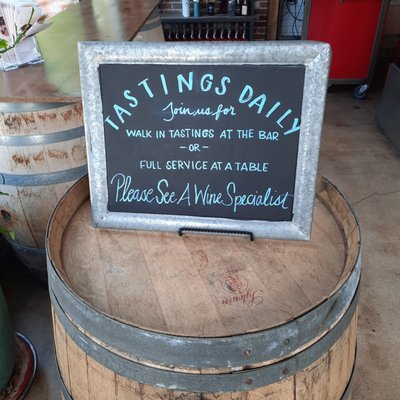 TASTINGS DAILY
Join us for
WALK IN TASTINGS AT THE BAR
- OR -
FULL SERVICE AT A TABLE
Please See A Wine Specialist